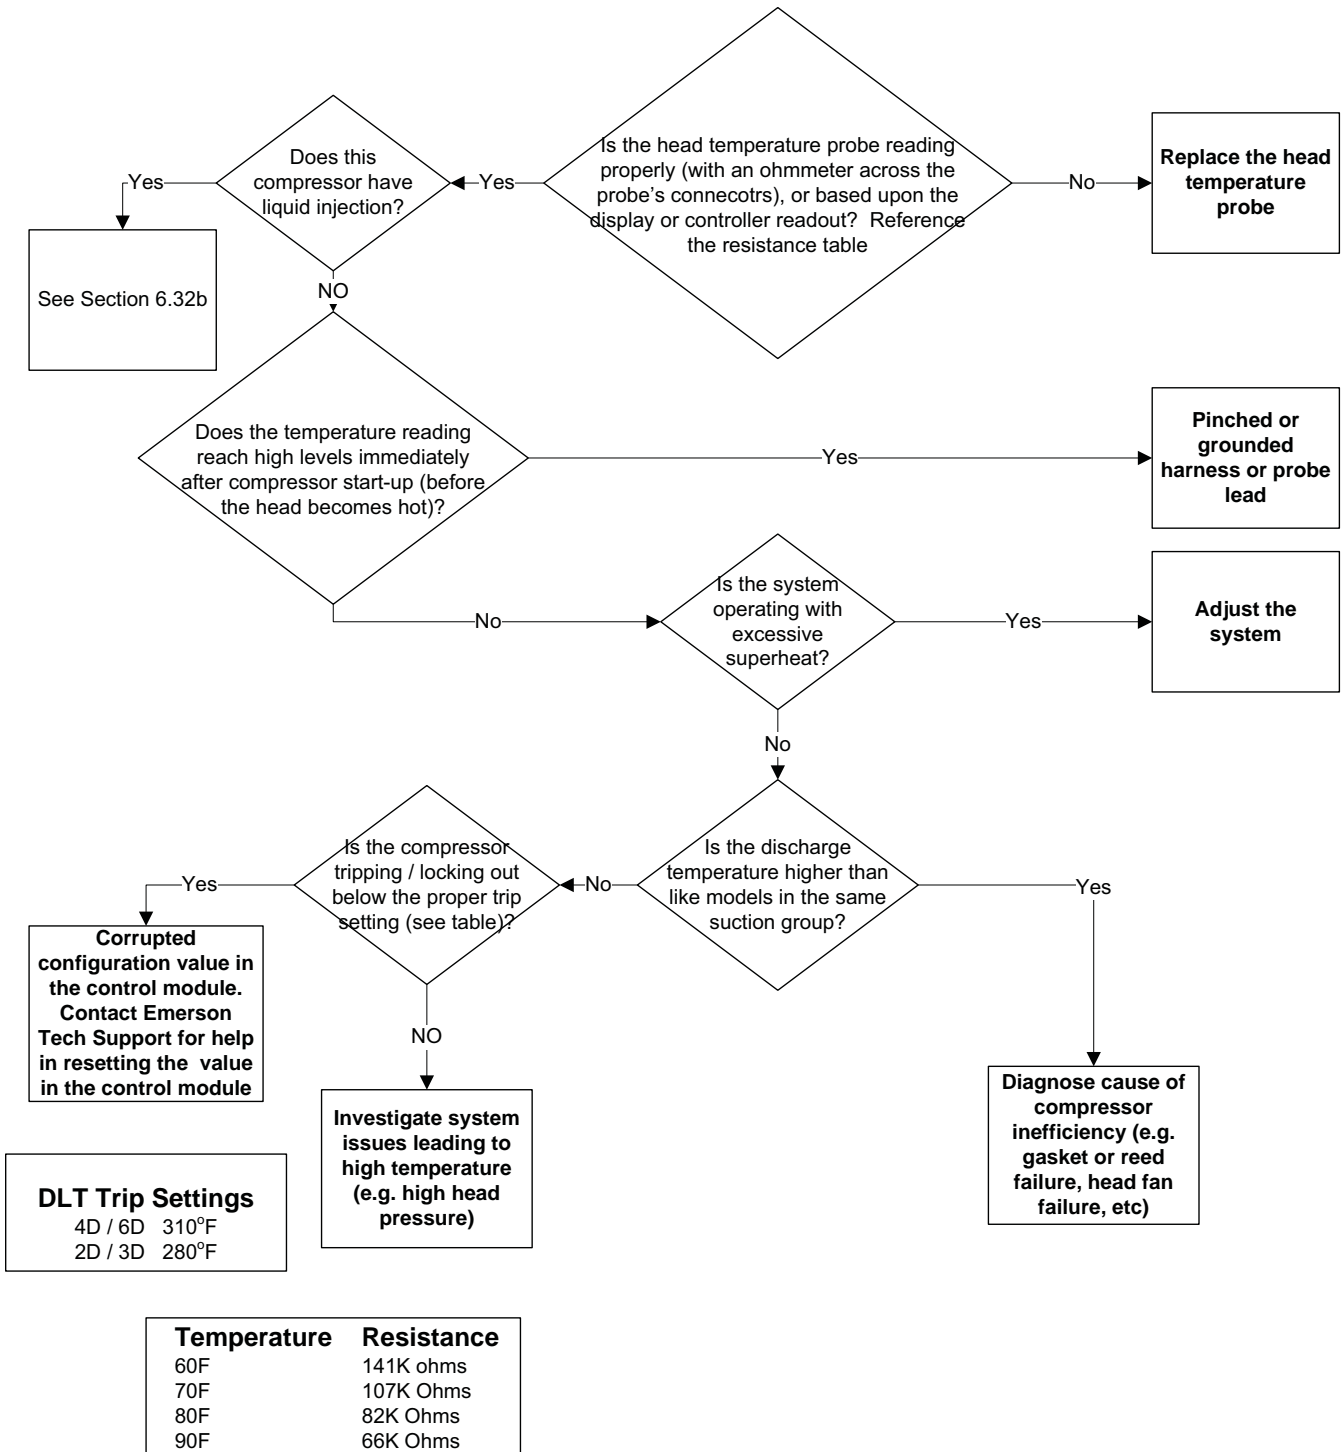 Is the head temperature probe reading
properly (with an ohmmeter across the
probe's connecotrs), or based upon the
display or controller readout?  Reference
the resistance table
No
Replace the head
temperature
probe
Yes
Does this
compressor have
liquid injection?
Yes
See Section 6.32b
NO
Does the temperature reading
reach high levels immediately
after compressor start-up (before
the head becomes hot)?
Yes
Pinched or
grounded
harness or probe
lead
No
Is the system
operating with
excessive
superheat?
Yes
Adjust the
system
No
Is the discharge
temperature higher than
like models in the same
suction group?
Yes
Diagnose cause of
compressor
inefficiency (e.g.
gasket or reed
failure, head fan
failure, etc)
No
Is the compressor
tripping / locking out
below the proper trip
setting (see table)?
Yes
Corrupted
configuration value in
the control module.
Contact Emerson
Tech Support for help
in resetting the  value
in the control module
NO
Investigate system
issues leading to
high temperature
(e.g. high head
pressure)
DLT Trip Settings
4D / 6D   310°F
2D / 3D   280°F
Temperature   Resistance
60F   141K ohms
70F   107K Ohms
80F   82K Ohms
90F   66K Ohms